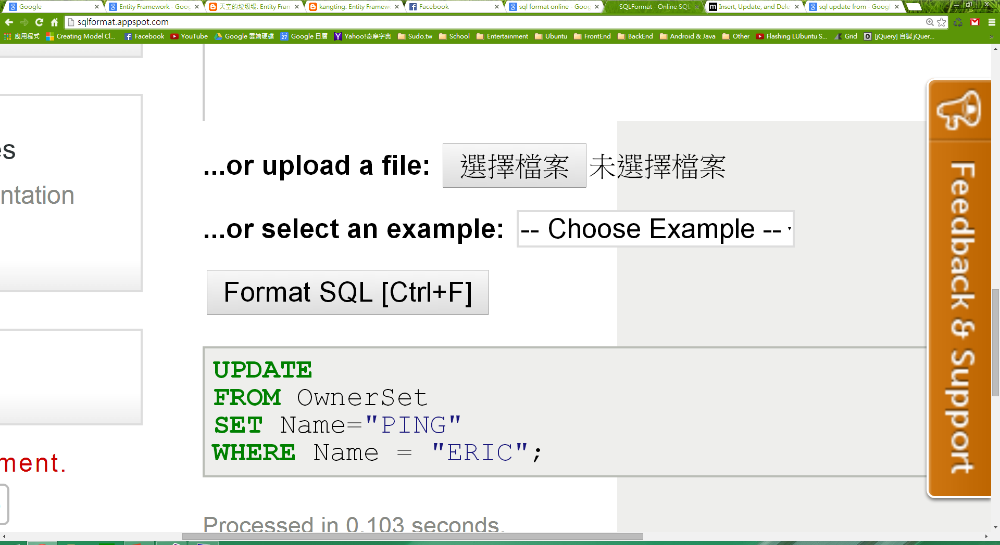 Google
Entity Framework - Goog
天空的垃圾場: Entity Fram
kangting: Entity Framew
Facebook
sql format online - Goog
SQLFormat - Online SQL
Insert, Update, and Dele
sql update from - Googl
sqlformat.appspot.com
應用程式
Creating Model Cl...
Facebook
YouTube
Google 雲端硬碟
27
Google 日曆
Yahoo!奇摩字典
Sudo.tw
School
Entertainment
Ubuntu
FrontEnd
BackEnd
Android & Java
Other
Flashing LUbuntu S...
Grid
[jQuery] 自製 jQuer...
»
es
ntation
ment.
...or upload a file: 選擇檔案 未選擇檔案
...or select an example: -- Choose Example --
Format SQL [Ctrl+F]
UPDATE
FROM OwnerSet
SET Name="PING"
WHERE Name = "ERIC";
Processed in 0.103 seconds.
Feedback & Support